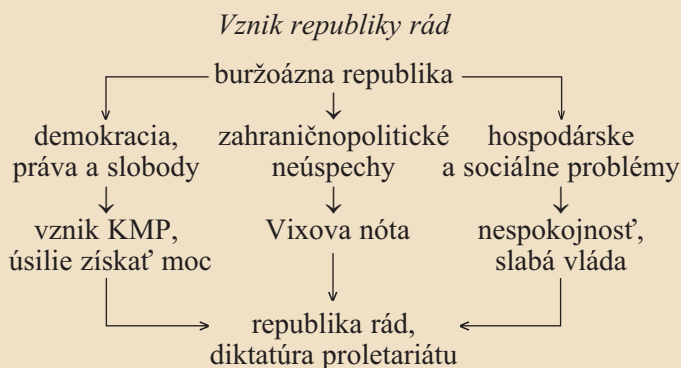 Vznik republiky rád
buržoázna republika
demokracia,
práva a slobody
zahraničnopolitické
neúspechy
hospodárske
a sociálne problémy
vznik KMP,
úsilie získať moc
Vixova nóta
nespokojnosť,
slabá vláda
republika rád,
diktatúra proletariátu